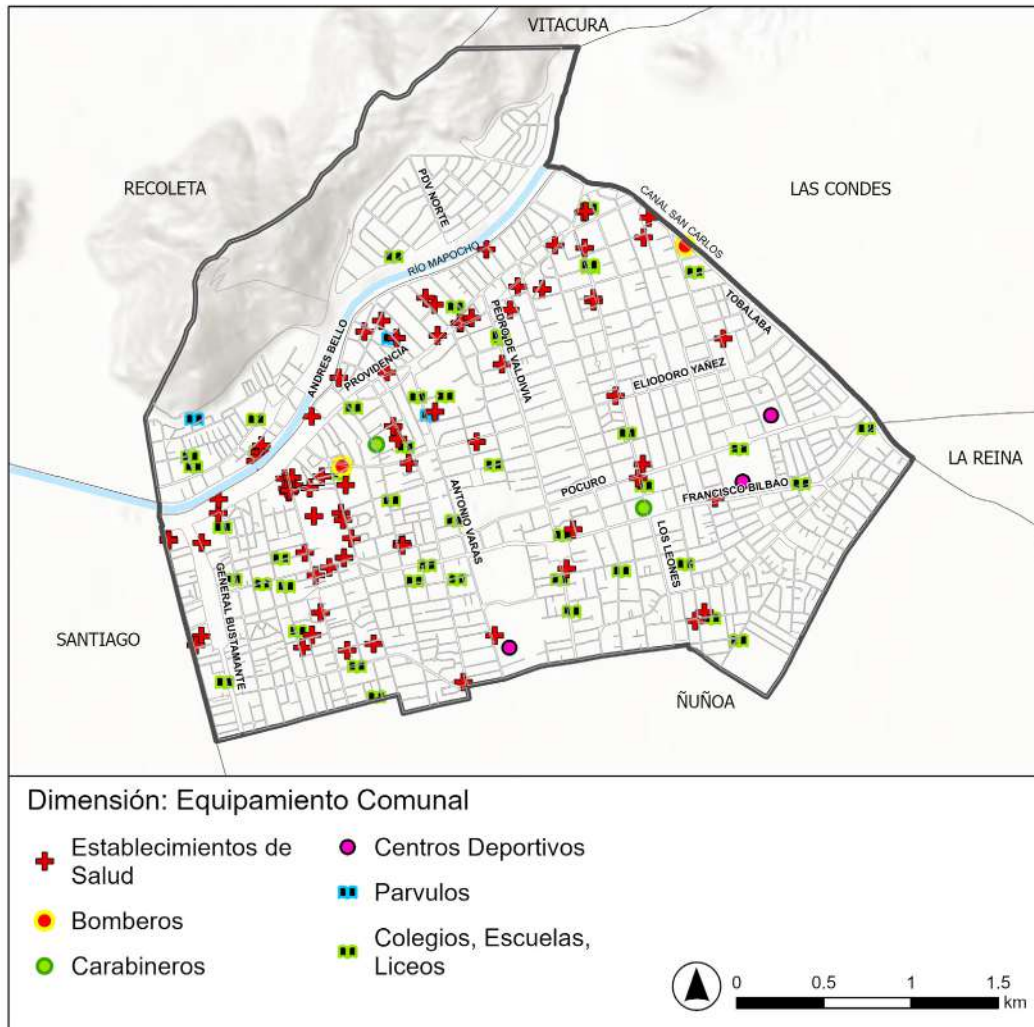 VITACURA
RECOLETA
LAS CONDES
PDV NORTE
CANAL SAN CARLOS
RÍO MAPOCHO
TOBALABA
PEDRO DE VALDIVIA
ANDRES BELLO
PROVIDENCIA
ELIODORO YAÑEZ
LA REINA
POCURO
FRANCISCO BILBAO
ANTONIO VARAS
LOS LEONES
GENERAL BUSTAMANTE
SANTIAGO
ÑUÑOA
Dimensión: Equipamiento Comunal
Establecimientos de
Salud
Bomberos
Carabineros
Centros Deportivos
Parvulos
Colegios, Escuelas,
Liceos
0 0.5 1 1.5
km